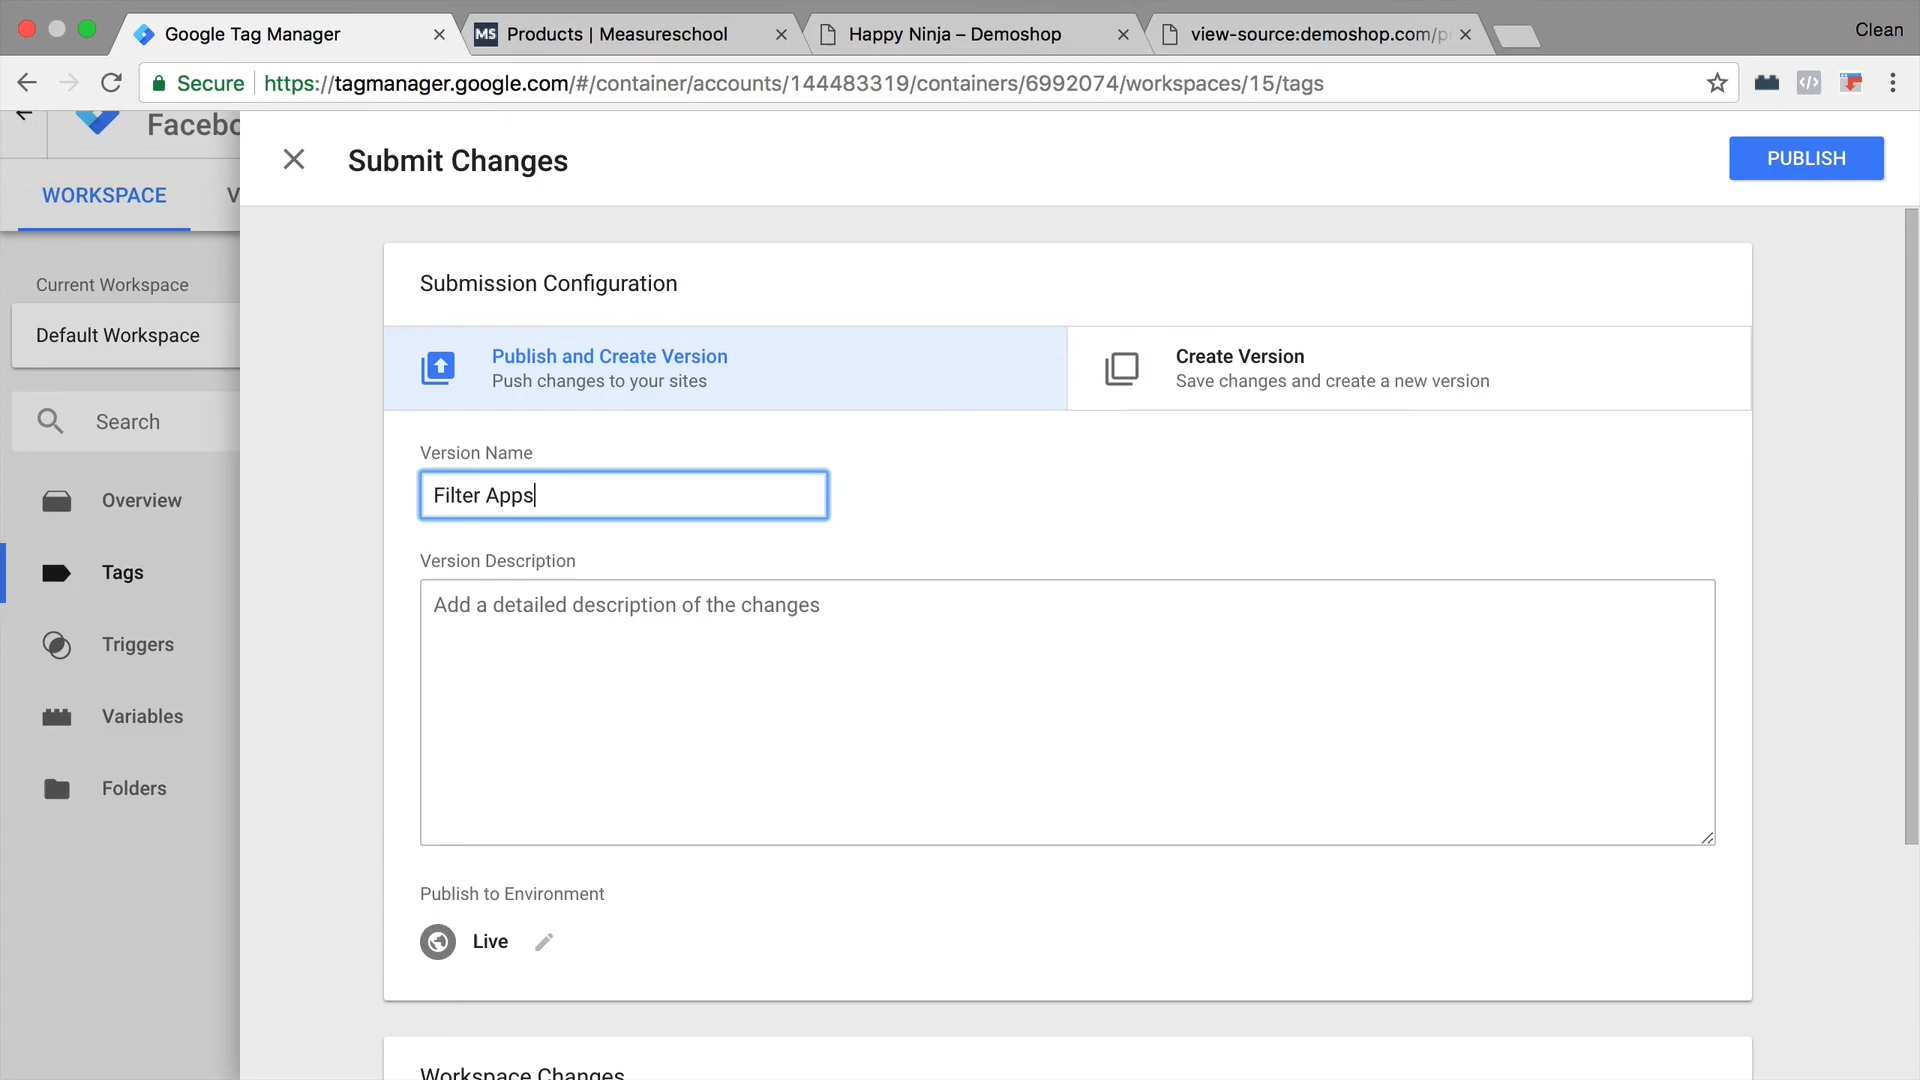 Google Tag Manager
MS Products | Measureschool
Happy Ninja – Demoshop
view-source:demoshop.com/p
Clean
Secure
https://tagmanager.google.com/#/container/accounts/144483319/containers/6992074/workspaces/15/tags
Facebo
Submit Changes
PUBLISH
WORKSPACE
V
Current Workspace
Default Workspace
Search
Overview
Tags
Triggers
Variables
Folders
Submission Configuration
Publish and Create Version
Push changes to your sites
Create Version
Save changes and create a new version
Version Name
Filter Apps
Version Description
Add a detailed description of the changes
Publish to Environment
Live
Workspace Changes